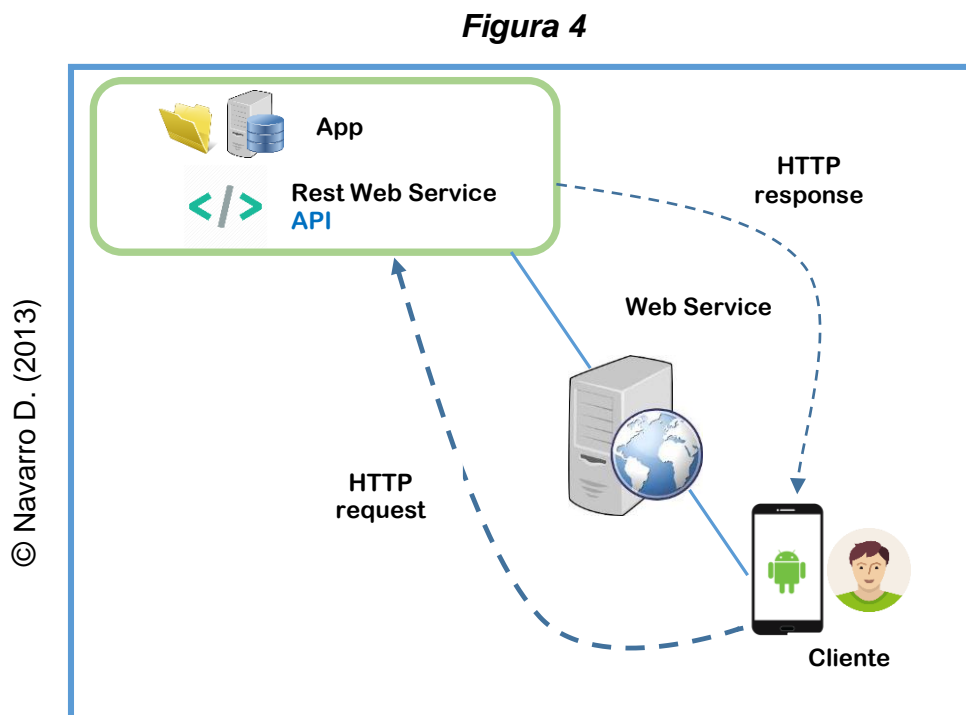 Figura 4
App
Rest Web Service
API
HTTP
response
Web Service
HTTP
request
Cliente
© Navarro D. (2013)